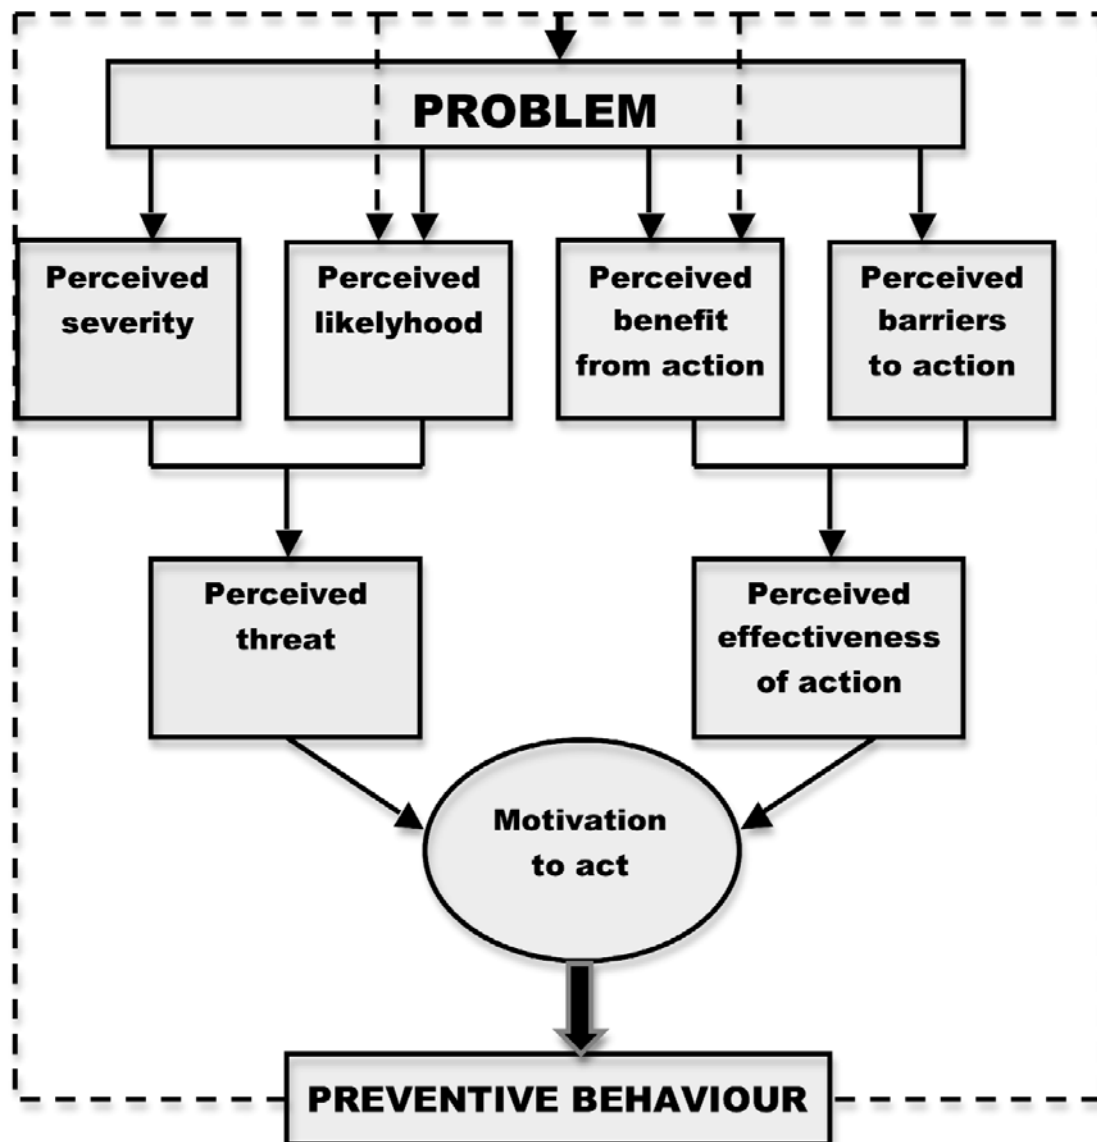 PROBLEM
Perceived
severity
Perceived
likelyhood
Perceived
benefit
from action
Perceived
barriers
to action
Perceived
threat
Perceived
effectiveness
of action
Motivation
to act
PREVENTIVE BEHAVIOUR